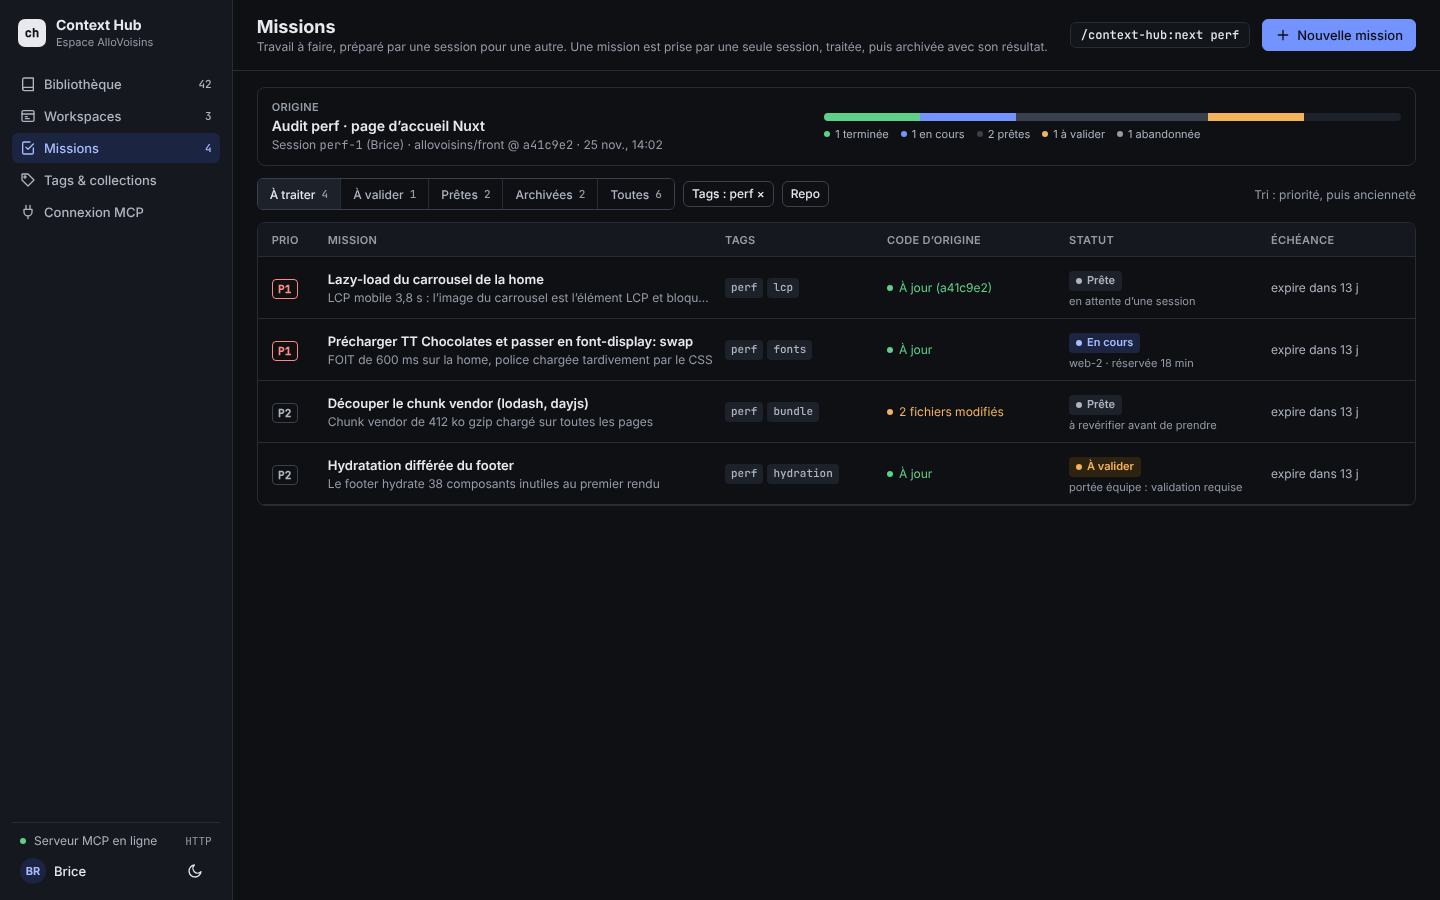 ch
Context Hub
Espace AlloVoisins
Bibliothèque 42
Workspaces 3
Missions 4
Tags & collections
Connexion MCP
Serveur MCP en ligne HTTP
BR Brice
Missions
Travail à faire, préparé par une session pour une autre. Une mission est prise par une seule session, traitée, puis archivée avec son résultat.
/context-hub:next perf
Nouvelle mission
ORIGINE
Audit perf · page d’accueil Nuxt
Session perf-1 (Brice) · allovoisins/front @ a41c9e2 · 25 nov., 14:02
1 terminée 1 en cours 2 prêtes 1 à valider 1 abandonnée
À traiter 4 À valider 1 Prêtes 2 Archivées 2 Toutes 6 Tags : perf × Repo Tri : priorité, puis ancienneté
PRIO MISSION TAGS CODE D’ORIGINE STATUT ÉCHÉANCE
P1
Lazy-load du carrousel de la home
LCP mobile 3,8 s : l’image du carrousel est l’élément LCP et bloqu…
perf lcp
À jour (a41c9e2)
Prête
en attente d’une session
expire dans 13 j
P1
Précharger TT Chocolates et passer en font-display: swap
FOIT de 600 ms sur la home, police chargée tardivement par le CSS
perf fonts
À jour
En cours
web-2 · réservée 18 min
expire dans 13 j
P2
Découper le chunk vendor (lodash, dayjs)
Chunk vendor de 412 ko gzip chargé sur toutes les pages
perf bundle
2 fichiers modifiés
Prête
à revérifier avant de prendre
expire dans 13 j
P2
Hydratation différée du footer
Le footer hydrate 38 composants inutiles au premier rendu
perf hydration
À jour
À valider
portée équipe : validation requise
expire dans 13 j